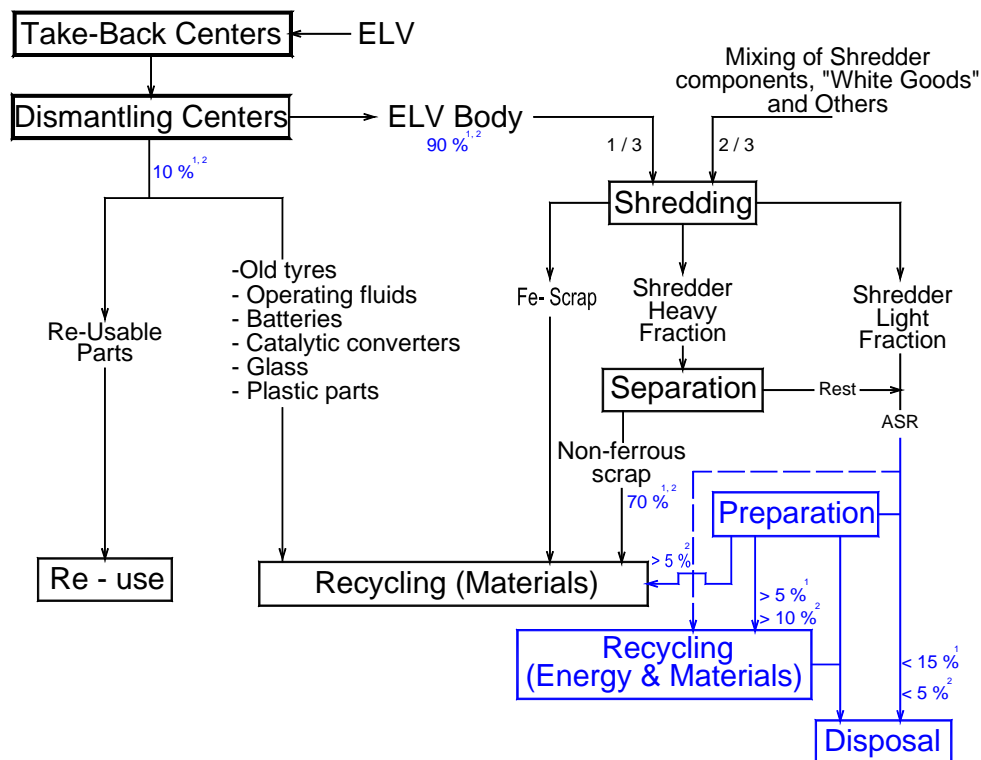 Take-Back Centers
ELV
Mixing of Shredder
components, "White Goods"
and Others
Dismantling Centers
ELV Body
90 %1, 2
1 / 3
2 / 3
10 %1, 2
Shredding
-Old tyres
- Operating fluids
- Batteries
- Catalytic converters
- Glass
- Plastic parts
Re-Usable
Parts
Fe- Scrap
Shredder
Heavy
Fraction
Shredder
Light
Fraction
Separation
Rest
ASR
Non-ferrous
scrap
70 %1, 2
Preparation
> 5 %2
Re - use
Recycling (Materials)
> 5 %1
> 10 %2
Recycling
(Energy & Materials)
< 15 %1
< 5 %2
Disposal